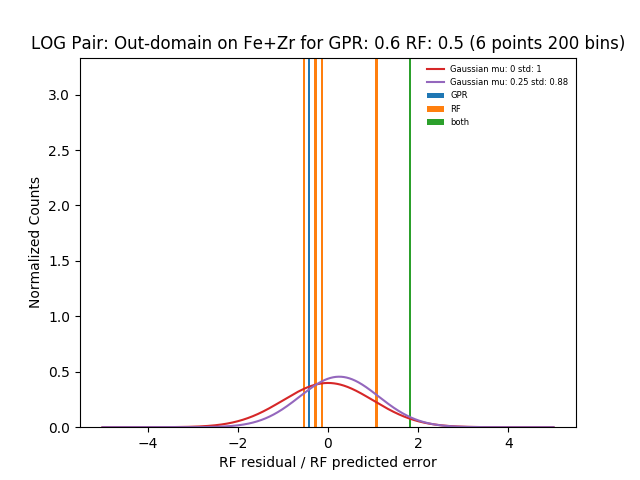 LOG Pair: Out-domain on Fe+Zr for GPR: 0.6 RF: 0.5 (6 points 200 bins)
Normalized Counts
3.0
2.5
2.0
1.5
1.0
0.5
0.0
−4
−2
0
2
4
RF residual / RF predicted error
Gaussian mu: 0 std: 1
Gaussian mu: 0.25 std: 0.88
GPR
RF
both